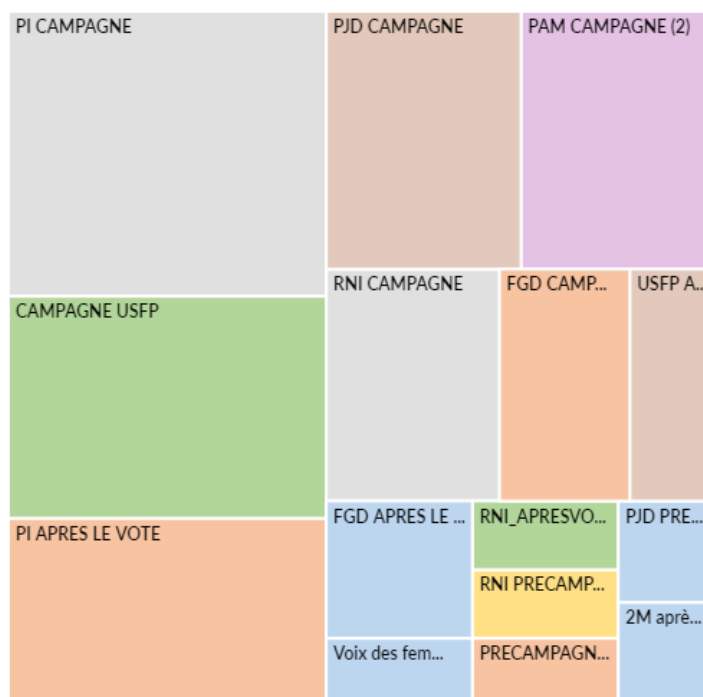 PI CAMPAGNE
PJD CAMPAGNE
PAM CAMPAGNE (2)
CAMPAGNE USFP
RNI CAMPAGNE
FGD CAMP...
USFP A...
PI APRES LE VOTE
FGD APRES LE ...
RNI_APRESVO...
PJD PRE...
RNI PRECAMP...
2M aprè...
Voix des fem...
PRECAMPAGN...